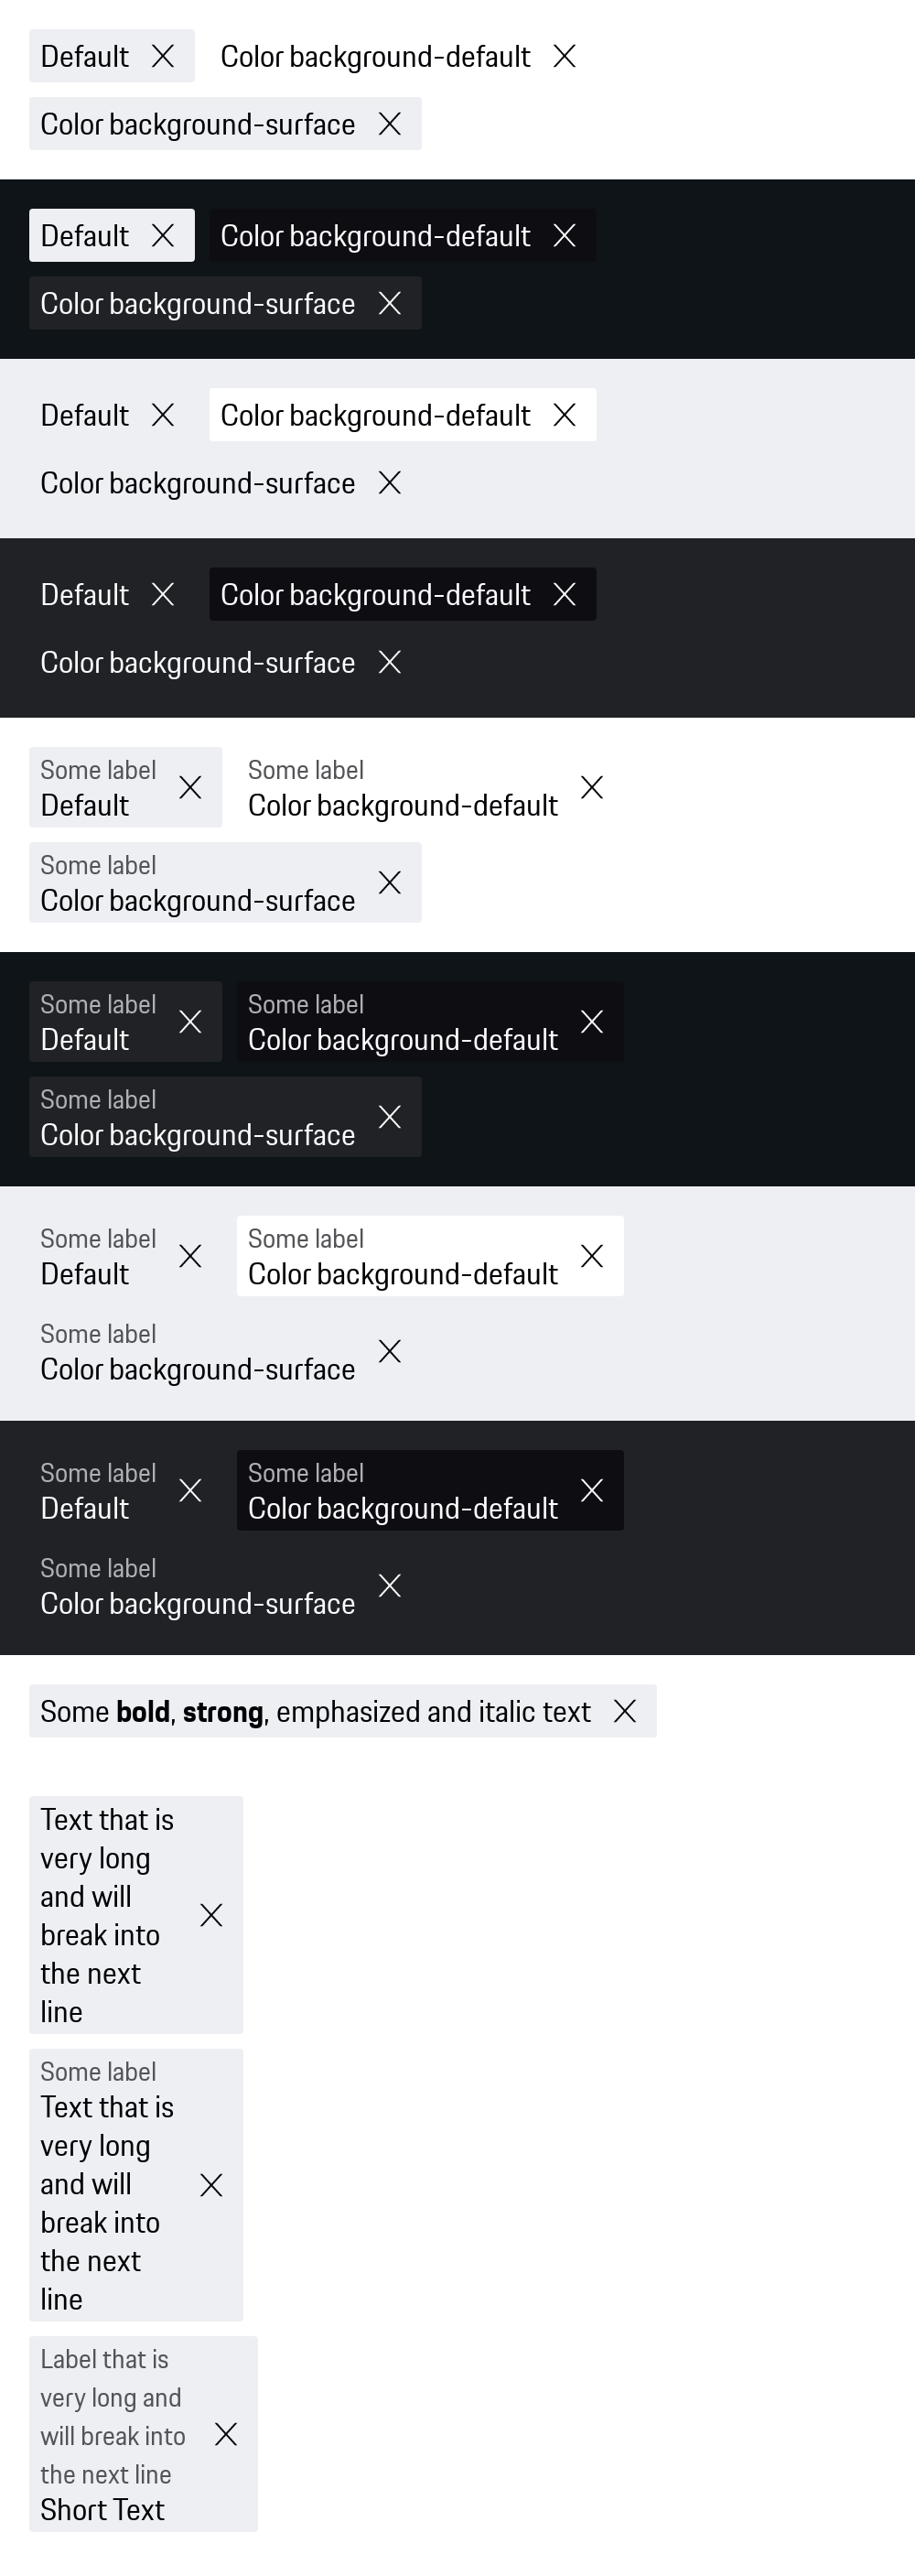 Default Color background-default
Color background-surface
Default Color background-default
Color background-surface
Default Color background-default
Color background-surface
Default Color background-default
Color background-surface
Some label Some label
Default Color background-default
Some label
Color background-surface
Some label Some label
Default Color background-default
Some label
Color background-surface
Some label Some label
Default Color background-default
Some label
Color background-surface
Some label Some label
Default Color background-default
Some label
Color background-surface
Some bold, strong, emphasized and italic text
Text that is
very long
and will
break into
the next
line
Some label
Text that is
very long
and will
break into
the next
line
Label that is
very long and
will break into
the next line
Short Text